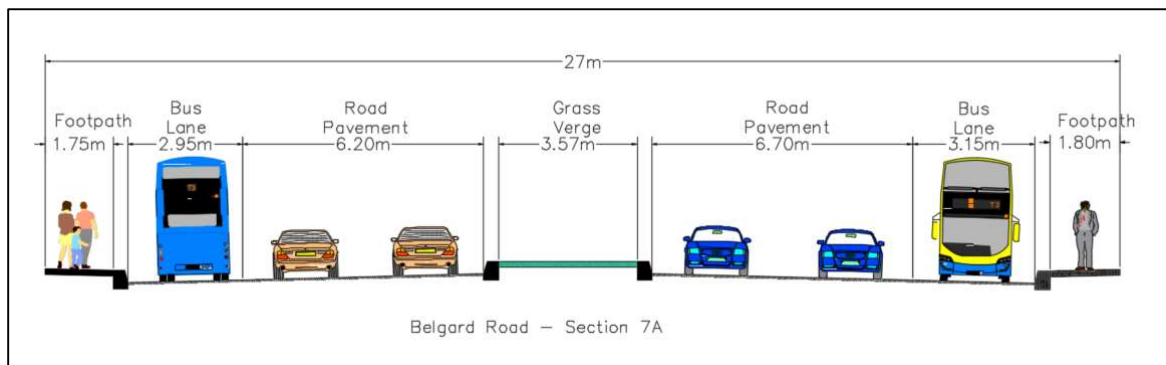 27m
Footpath
1.75m
Bus
Lane
2.95m
Road
Pavement
6.20m
Grass
Verge
3.57m
Road
Pavement
6.70m
Bus
Lane
3.15m
Footpath
1.80m
Belgard Road – Section 7A